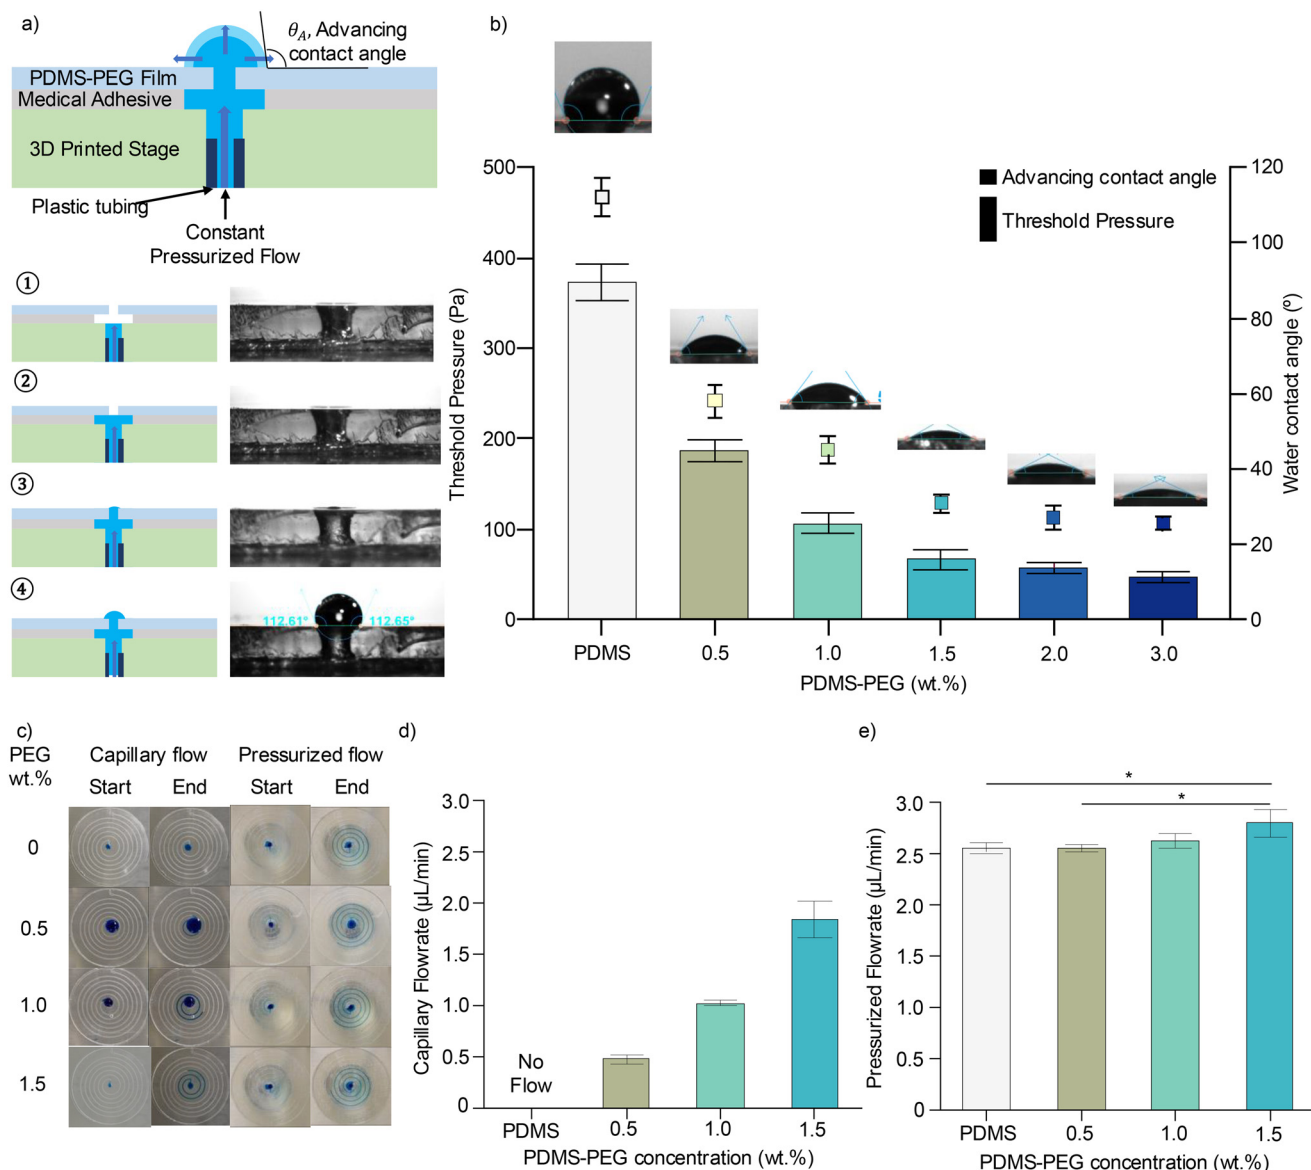 a)
θA, Advancing
contact angle
PDMS-PEG Film
Medical Adhesive
3D Printed Stage
Plastic tubing
Constant
Pressurized Flow
①
②
③
④
112.61°
112.65°
b)
Threshold Pressure (Pa)
500
400
300
200
100
0
Advancing contact angle
Threshold Pressure
Water contact angle (º)
120
100
80
60
40
20
0
PDMS
0.5
1.0
1.5
2.0
3.0
PDMS-PEG (wt.%)
c)
PEG
wt.%
Capillary flow
Pressurized flow
Start
End
Start
End
0
0.5
1.0
1.5
d)
Capillary Flowrate (µL/min)
3.0
2.5
2.0
1.5
1.0
0.5
0
No
Flow
PDMS
0.5
1.0
1.5
PDMS-PEG concentration (wt.%)
e)
Pressurized Flowrate (µL/min)
3.0
2.5
2.0
1.5
1.0
0.5
0
*
*
PDMS
0.5
1.0
1.5
PDMS-PEG concentration (wt.%)